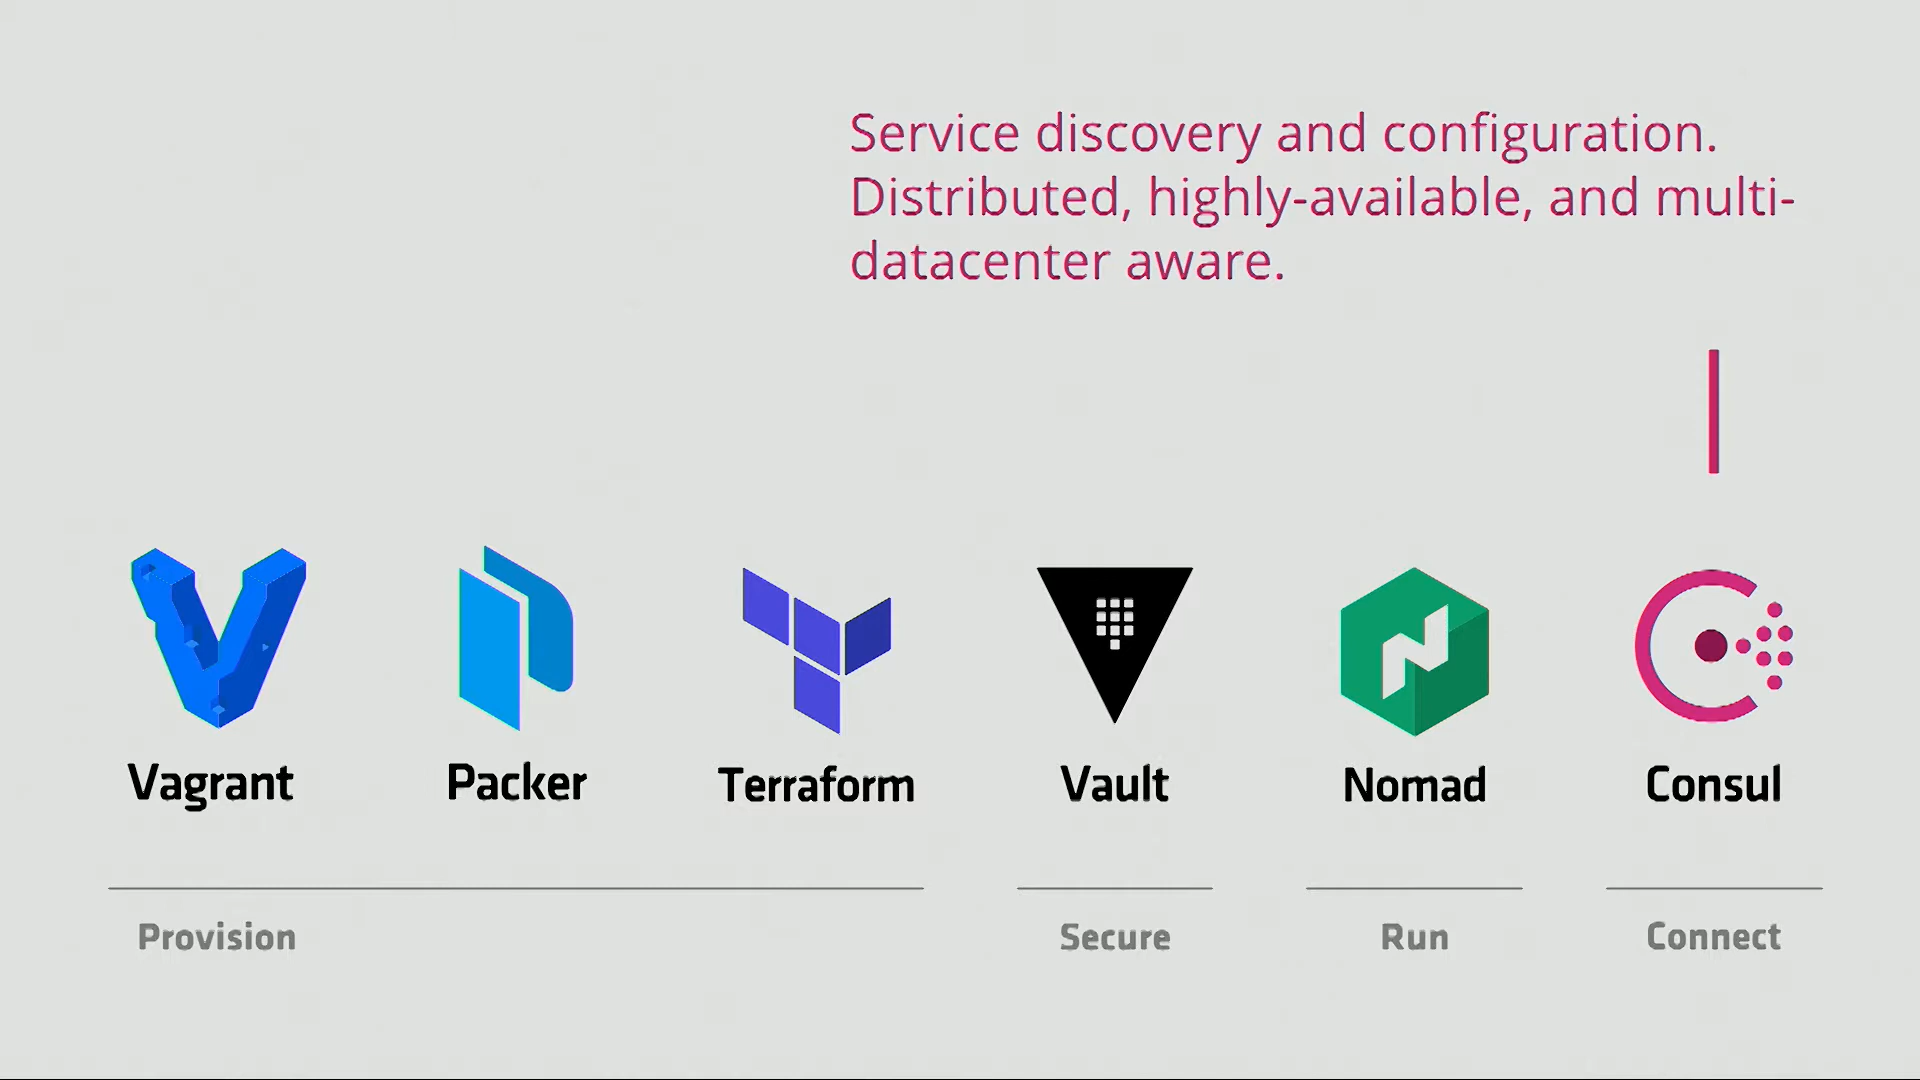 Service discovery and configuration.
Distributed, highly-available, and multi-
datacenter aware.
Vagrant
Packer
Terraform
Vault
Nomad
Consul
Provision
Secure
Run
Connect